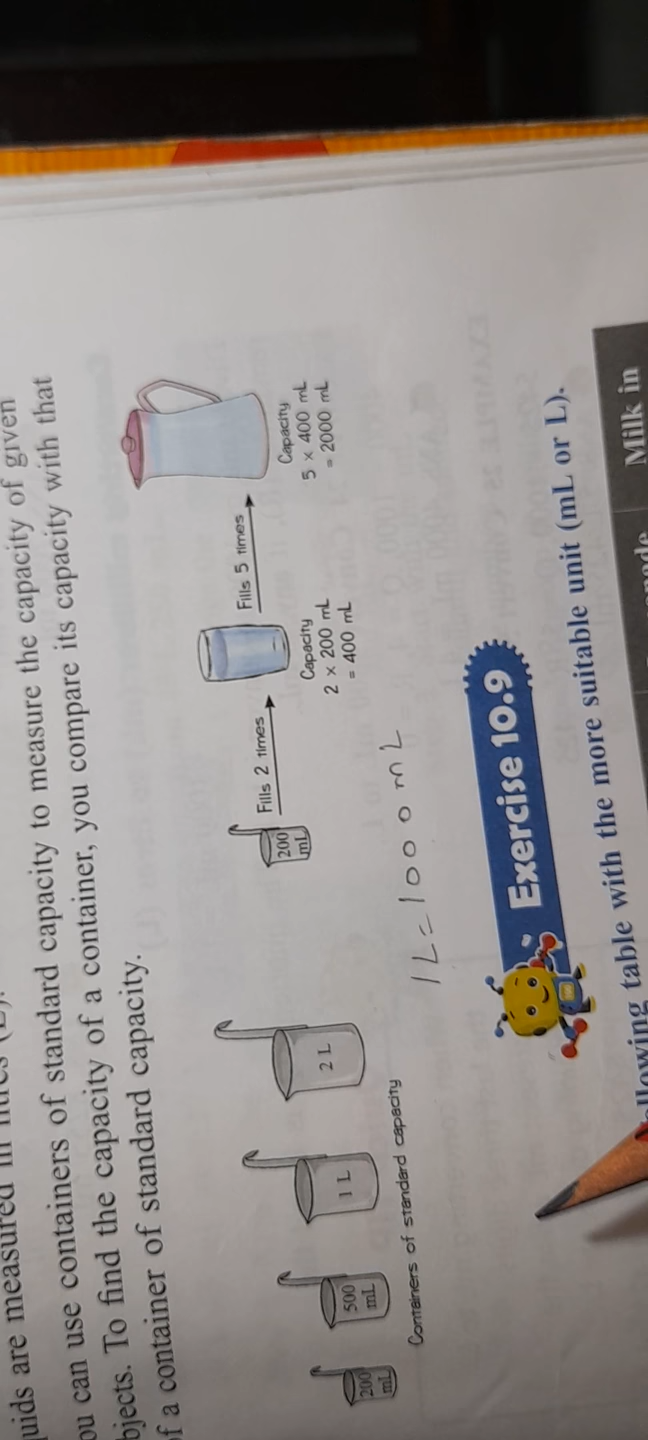 quids are measured in litres (L).
ou can use containers of standard capacity to measure the capacity of given
bjects. To find the capacity of a container, you compare its capacity with that
f a container of standard capacity.
200 mL
500 mL
1 L
2 L
Containers of standard capacity
200 mL
Fills 2 times
Capacity
2 × 200 mL
= 400 mL
Fills 5 times
Capacity
5 × 400 mL
= 2000 mL
1 L = 1000 mL
Exercise 10.9
llowing table with the more suitable unit (mL or L).
Milk in